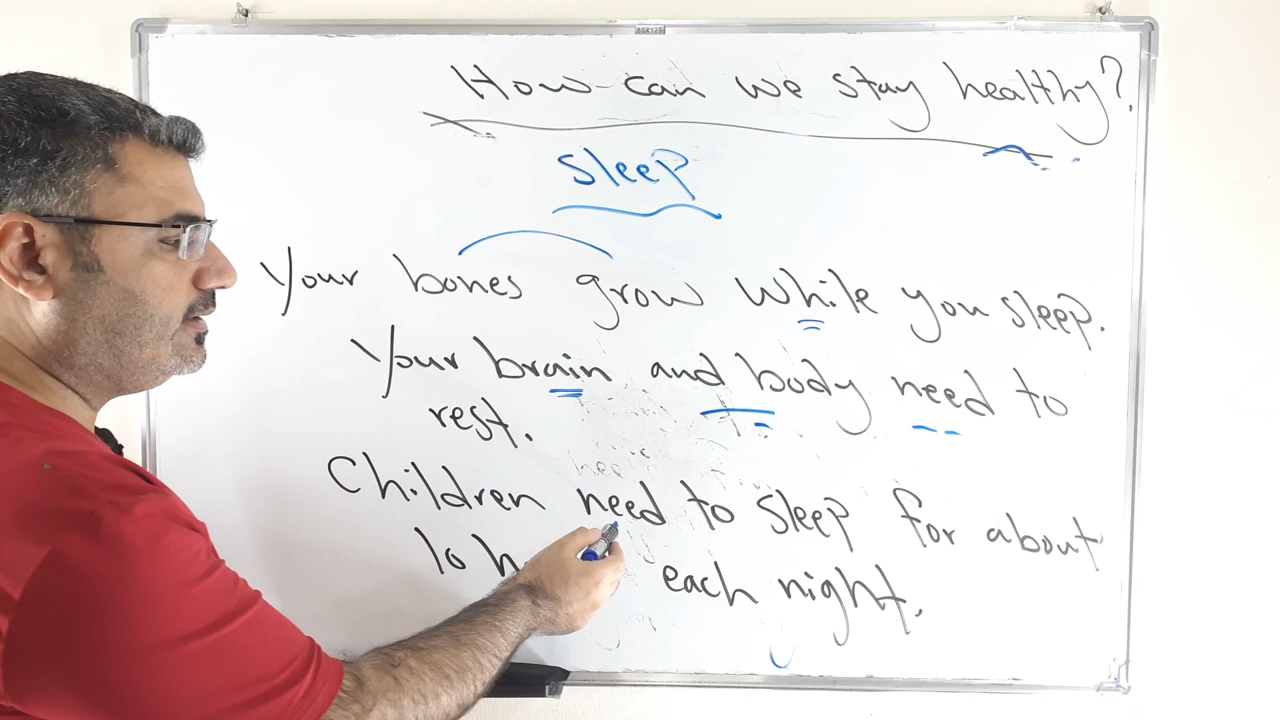 How can we stay healthy?
sleep
Your bones grow while you sleep.
Your brain and body need to
rest.
Children need to sleep for about
10 each night.